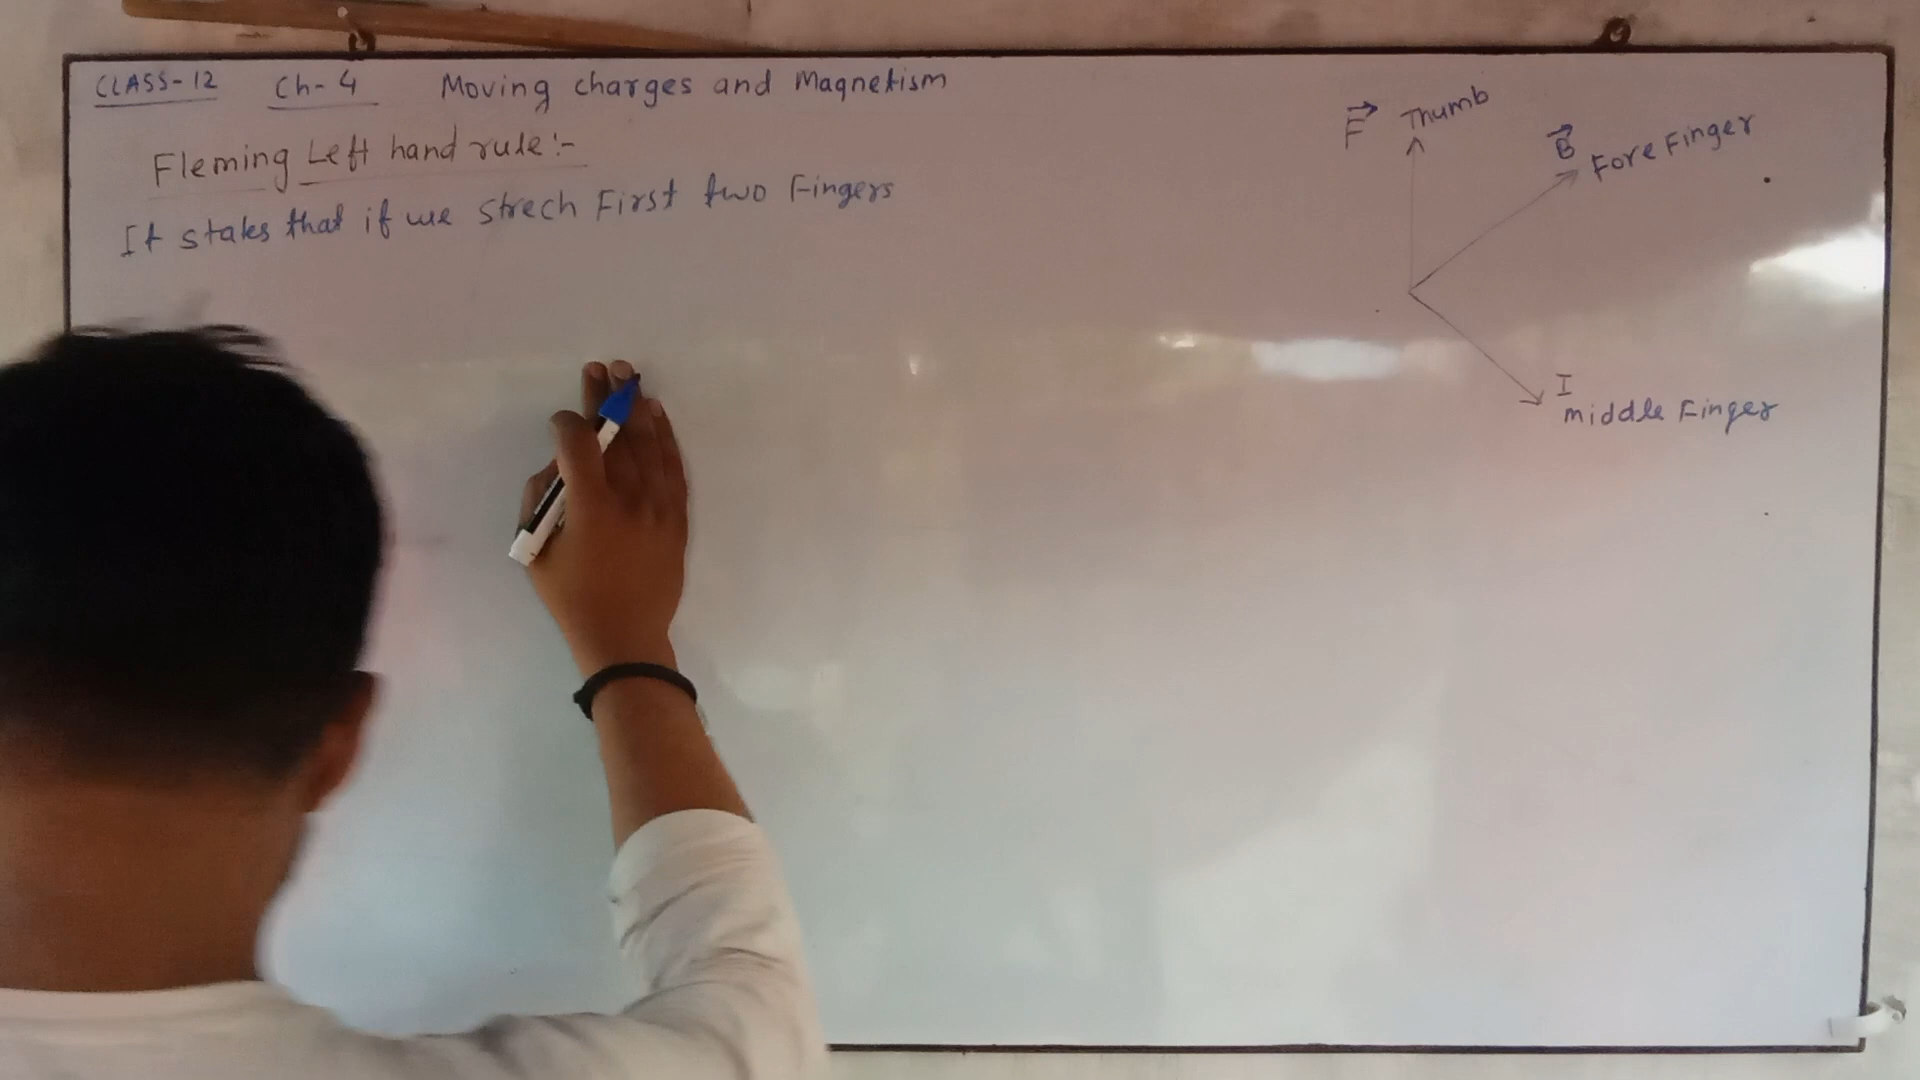 CLASS-12 Ch-4 Moving charges and Magnetism
Fleming Left hand rule:-
It states that if we strech First two Fingers
F Thumb
B Fore Finger
I
middle Finger